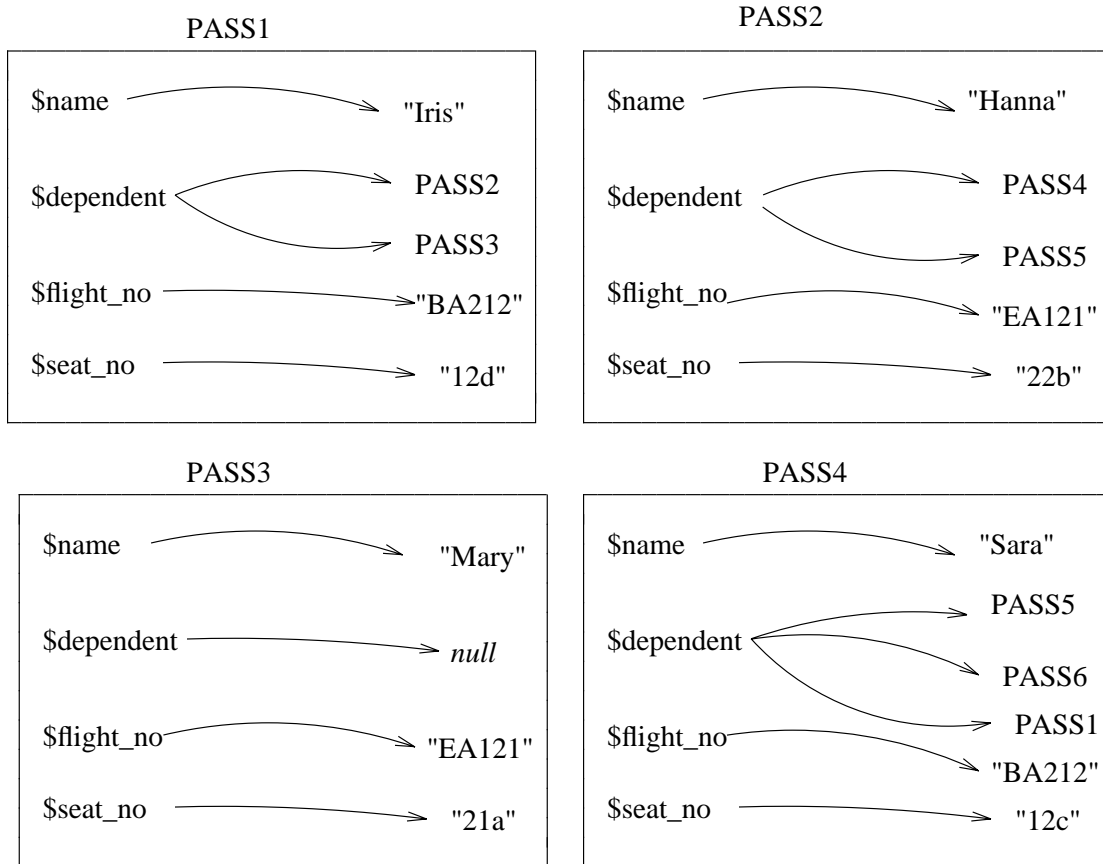 PASS1
$name "Iris"
$dependent PASS2
PASS3
$flight_no "BA212"
$seat_no "12d"
PASS2
$name "Hanna"
$dependent PASS4
PASS5
$flight_no "EA121"
$seat_no "22b"
PASS3
$name "Mary"
$dependent null
$flight_no "EA121"
$seat_no "21a"
PASS4
$name "Sara"
PASS5
$dependent
PASS6
PASS1
$flight_no
"BA212"
$seat_no "12c"